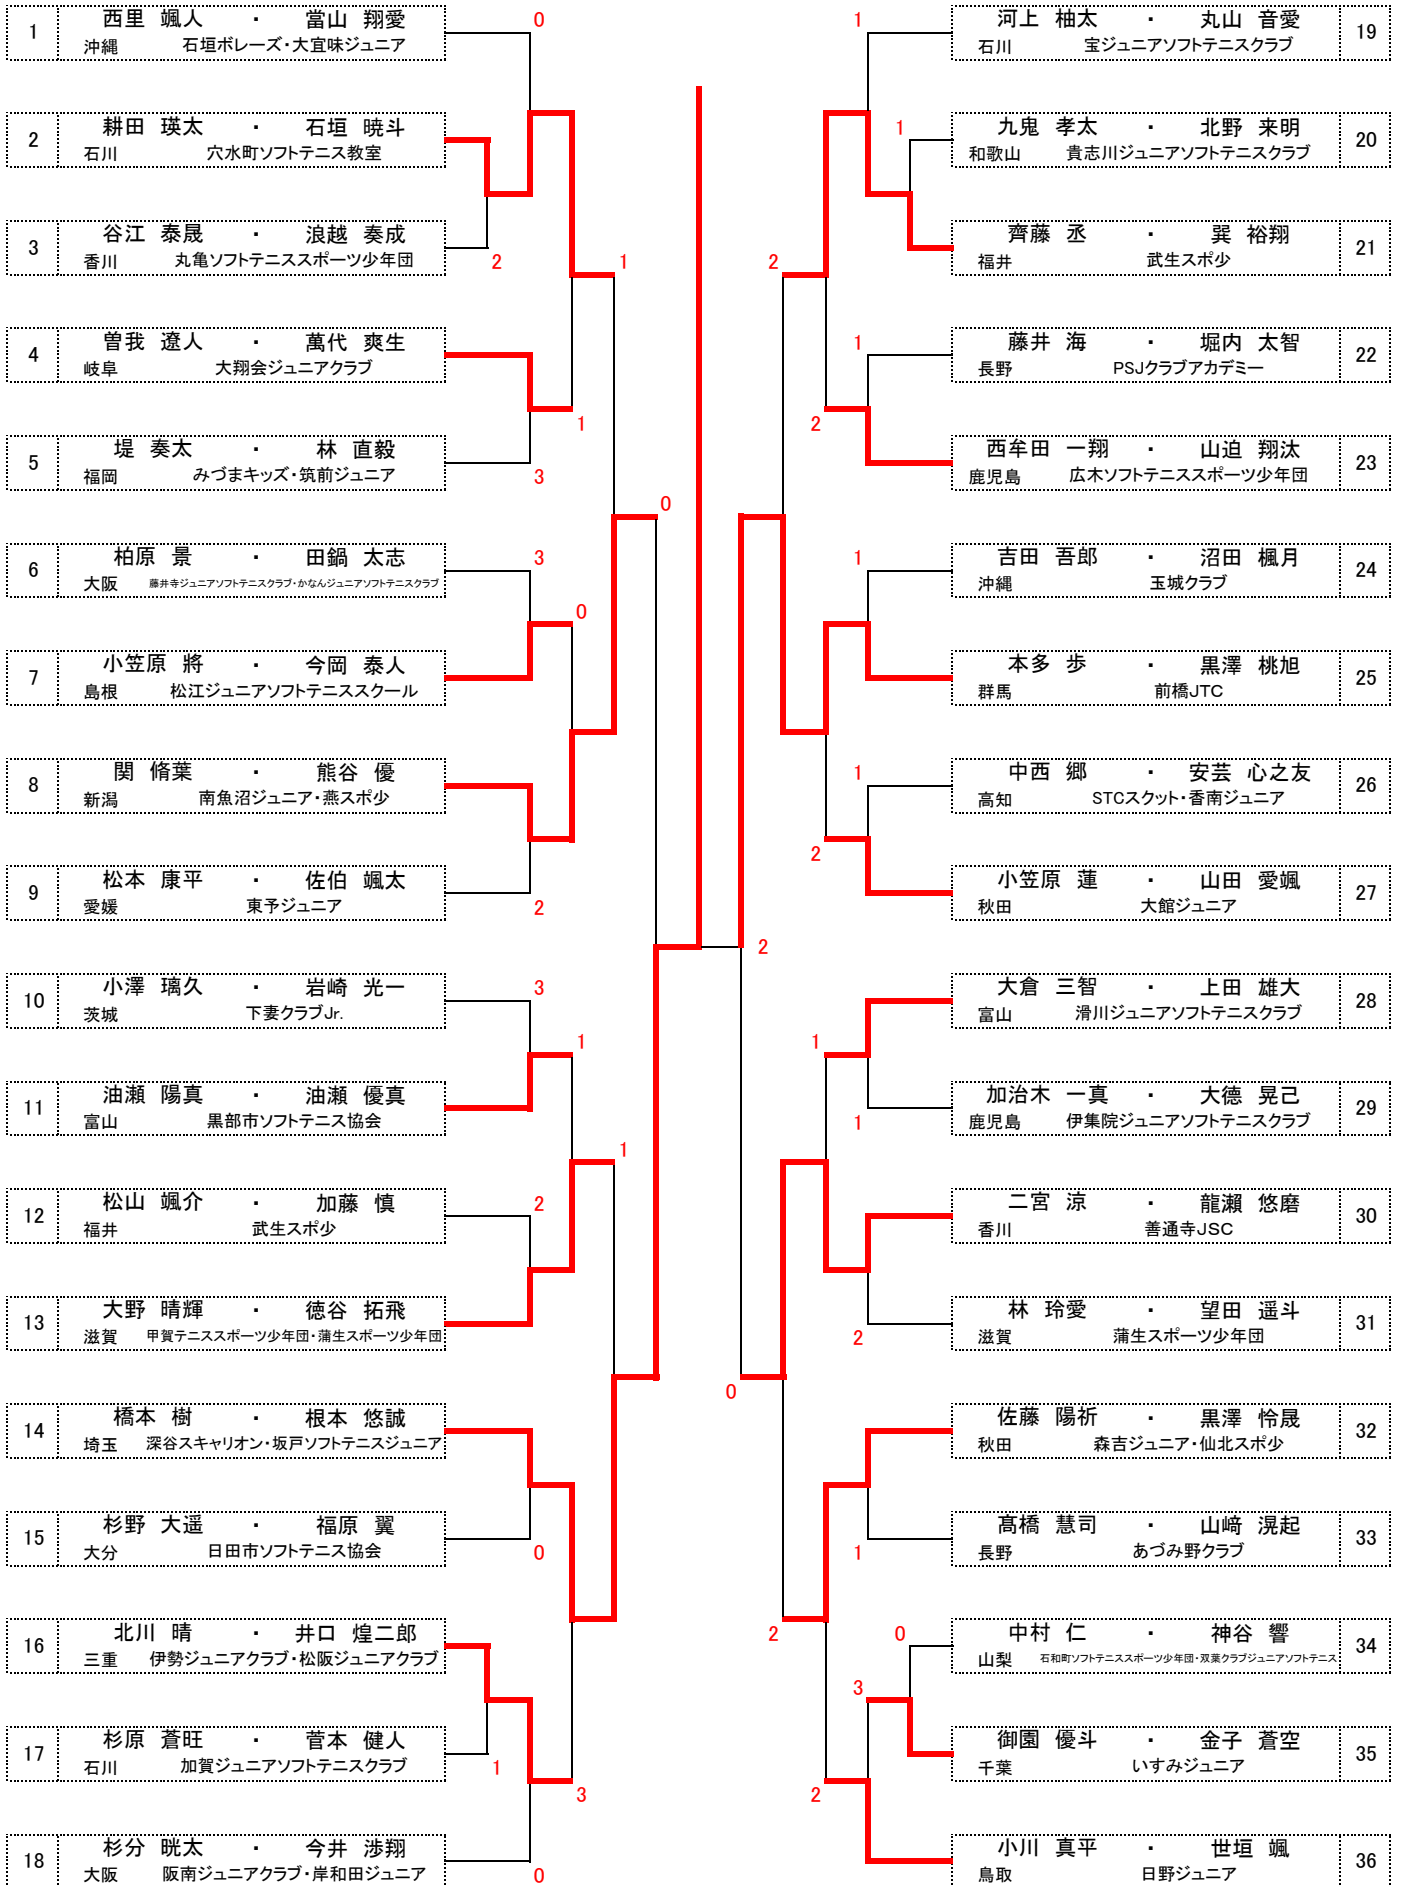 1 西里 颯人 ・ 當山 翔愛
沖縄 石垣ボレーズ・大宜味ジュニア
0
2 耕田 瑛太 ・ 石垣 暁斗
石川 穴水町ソフトテニス教室
3 谷江 泰晟 ・ 浪越 奏成
香川 丸亀ソフトテニススポーツ少年団
2
1
4 曽我 遼人 ・ 萬代 爽生
岐阜 大翔会ジュニアクラブ
1
5 堤 奏太 ・ 林 直毅
福岡 みづまキッズ・筑前ジュニア
3
0
6 柏原 景 ・ 田鍋 太志
大阪 藤井寺ジュニアソフトテニスクラブ・かなんジュニアソフトテニスクラブ
3
0
7 小笠原 將 ・ 今岡 泰人
島根 松江ジュニアソフトテニススクール
8 関 脩葉 ・ 熊谷 優
新潟 南魚沼ジュニア・燕スポ少
9 松本 康平 ・ 佐伯 颯太
愛媛 東予ジュニア
2
10 小澤 璃久 ・ 岩崎 光一
茨城 下妻クラブJr.
3
1
11 油瀬 陽真 ・ 油瀬 優真
富山 黒部市ソフトテニス協会
1
12 松山 颯介 ・ 加藤 慎
福井 武生スポ少
2
13 大野 晴輝 ・ 徳谷 拓飛
滋賀 甲賀テニススポーツ少年団・蒲生スポーツ少年団
14 橋本 樹 ・ 根本 悠誠
埼玉 深谷スキャリオン・坂戸ソフトテニスジュニア
15 杉野 大遥 ・ 福原 翼
大分 日田市ソフトテニス協会
0
16 北川 晴 ・ 井口 煌二郎
三重 伊勢ジュニアクラブ・松阪ジュニアクラブ
17 杉原 蒼旺 ・ 菅本 健人
石川 加賀ジュニアソフトテニスクラブ
1
3
18 杉分 晄太 ・ 今井 渉翔
大阪 阪南ジュニアクラブ・岸和田ジュニア
0
1
河上 柚太 ・ 丸山 音愛 19
石川 宝ジュニアソフトテニスクラブ
1
九鬼 孝太 ・ 北野 来明 20
和歌山 貴志川ジュニアソフトテニスクラブ
齊藤 丞 ・ 巽 裕翔 21
福井 武生スポ少
2
1
藤井 海 ・ 堀内 太智 22
長野 PSJクラブアカデミー
2
西牟田 一翔 ・ 山迫 翔汰 23
鹿児島 広木ソフトテニススポーツ少年団
1
吉田 吾郎 ・ 沼田 楓月 24
沖縄 玉城クラブ
本多 歩 ・ 黒澤 桃旭 25
群馬 前橋JTC
1
中西 郷 ・ 安芸 心之友 26
高知 STCスクット・香南ジュニア
2
小笠原 蓮 ・ 山田 愛颯 27
秋田 大館ジュニア
2
大倉 三智 ・ 上田 雄大 28
富山 滑川ジュニアソフトテニスクラブ
1
加治木 一真 ・ 大德 晃己 29
鹿児島 伊集院ジュニアソフトテニスクラブ
1
二宮 涼 ・ 龍瀨 悠磨 30
香川 善通寺JSC
林 玲愛 ・ 望田 遥斗 31
滋賀 蒲生スポーツ少年団
2
0
佐藤 陽祈 ・ 黒澤 怜晟 32
秋田 森吉ジュニア・仙北スポ少
髙橋 慧司 ・ 山﨑 滉起 33
長野 あづみ野クラブ
1
2
0
中村 仁 ・ 神谷 響 34
山梨 石和町ソフトテニススポーツ少年団・双葉クラブジュニアソフトテニス
3
御園 優斗 ・ 金子 蒼空 35
千葉 いすみジュニア
2
小川 真平 ・ 世垣 颯 36
鳥取 日野ジュニア